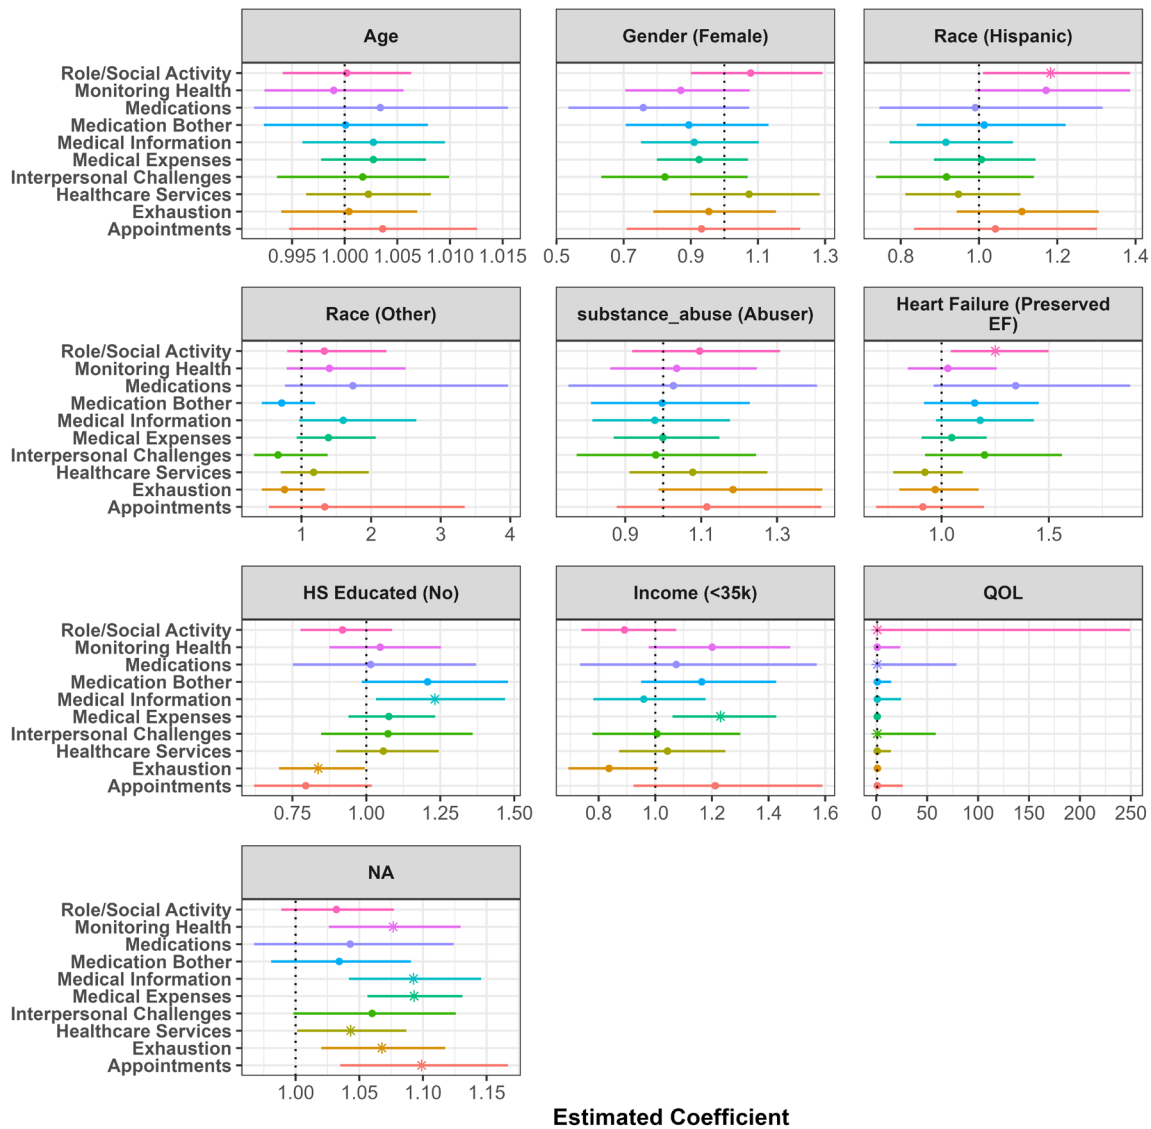 Age
Gender (Female)
Race (Hispanic)
Role/Social Activity
Monitoring Health
Medications
Medication Bother
Medical Information
Medical Expenses
Interpersonal Challenges
Healthcare Services
Exhaustion
Appointments
0.995 1.000 1.005 1.010 1.015
0.5 0.7 0.9 1.1 1.3
0.8 1.0 1.2 1.4
Race (Other)
substance_abuse (Abuser)
Heart Failure (Preserved
EF)
Role/Social Activity
Monitoring Health
Medications
Medication Bother
Medical Information
Medical Expenses
Interpersonal Challenges
Healthcare Services
Exhaustion
Appointments
1 2 3 4
0.9 1.1 1.3
1.0 1.5
HS Educated (No)
Income (<35k)
QOL
Role/Social Activity
Monitoring Health
Medications
Medication Bother
Medical Information
Medical Expenses
Interpersonal Challenges
Healthcare Services
Exhaustion
Appointments
0.75 1.00 1.25 1.50
0.8 1.0 1.2 1.4 1.6
0 50 100 150 200 250
NA
Role/Social Activity
Monitoring Health
Medications
Medication Bother
Medical Information
Medical Expenses
Interpersonal Challenges
Healthcare Services
Exhaustion
Appointments
1.00 1.05 1.10 1.15
Estimated Coefficient